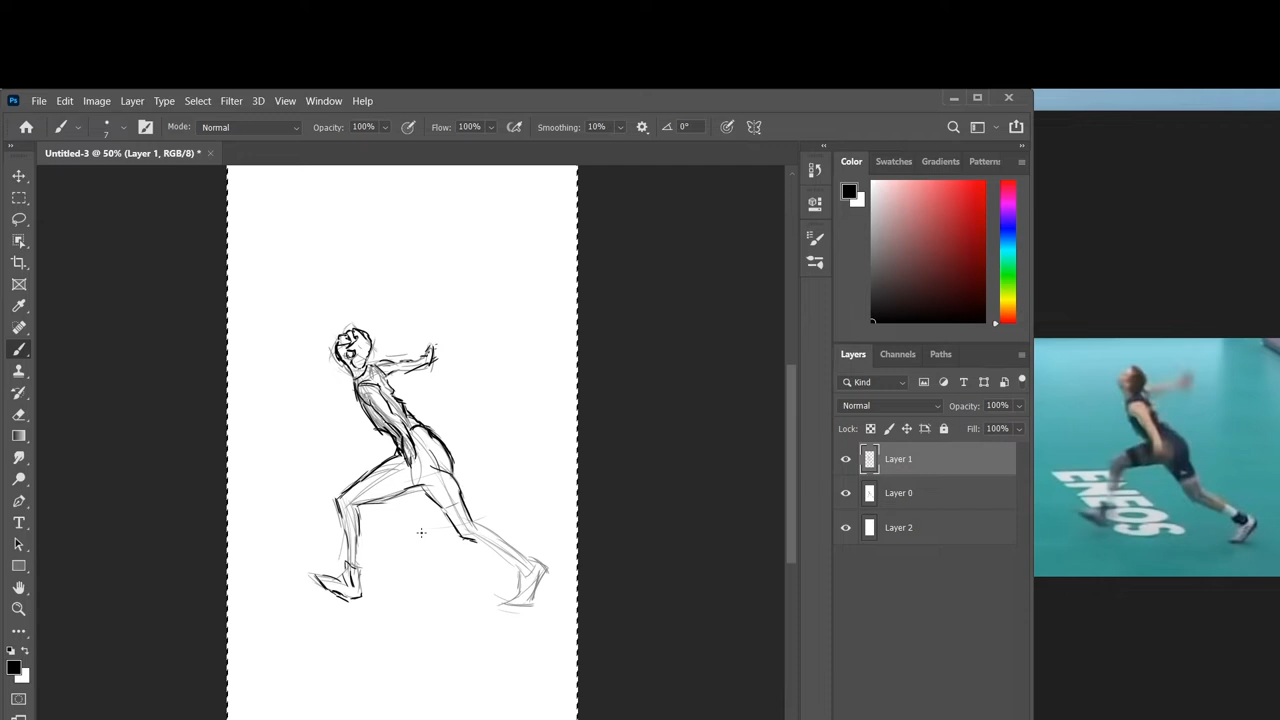 Ps File Edit Image Layer Type Select Filter 3D View Window Help
7 Mode: Normal Opacity: 100% Flow: 100% Smoothing: 10% 0°
Untitled-3 @ 50% (Layer 1, RGB/8) *
Color Swatches Gradients Patterns
Layers Channels Paths
Kind
Normal Opacity: 100%
Lock: Fill: 100%
Layer 1
Layer 0
Layer 2
ENEOS